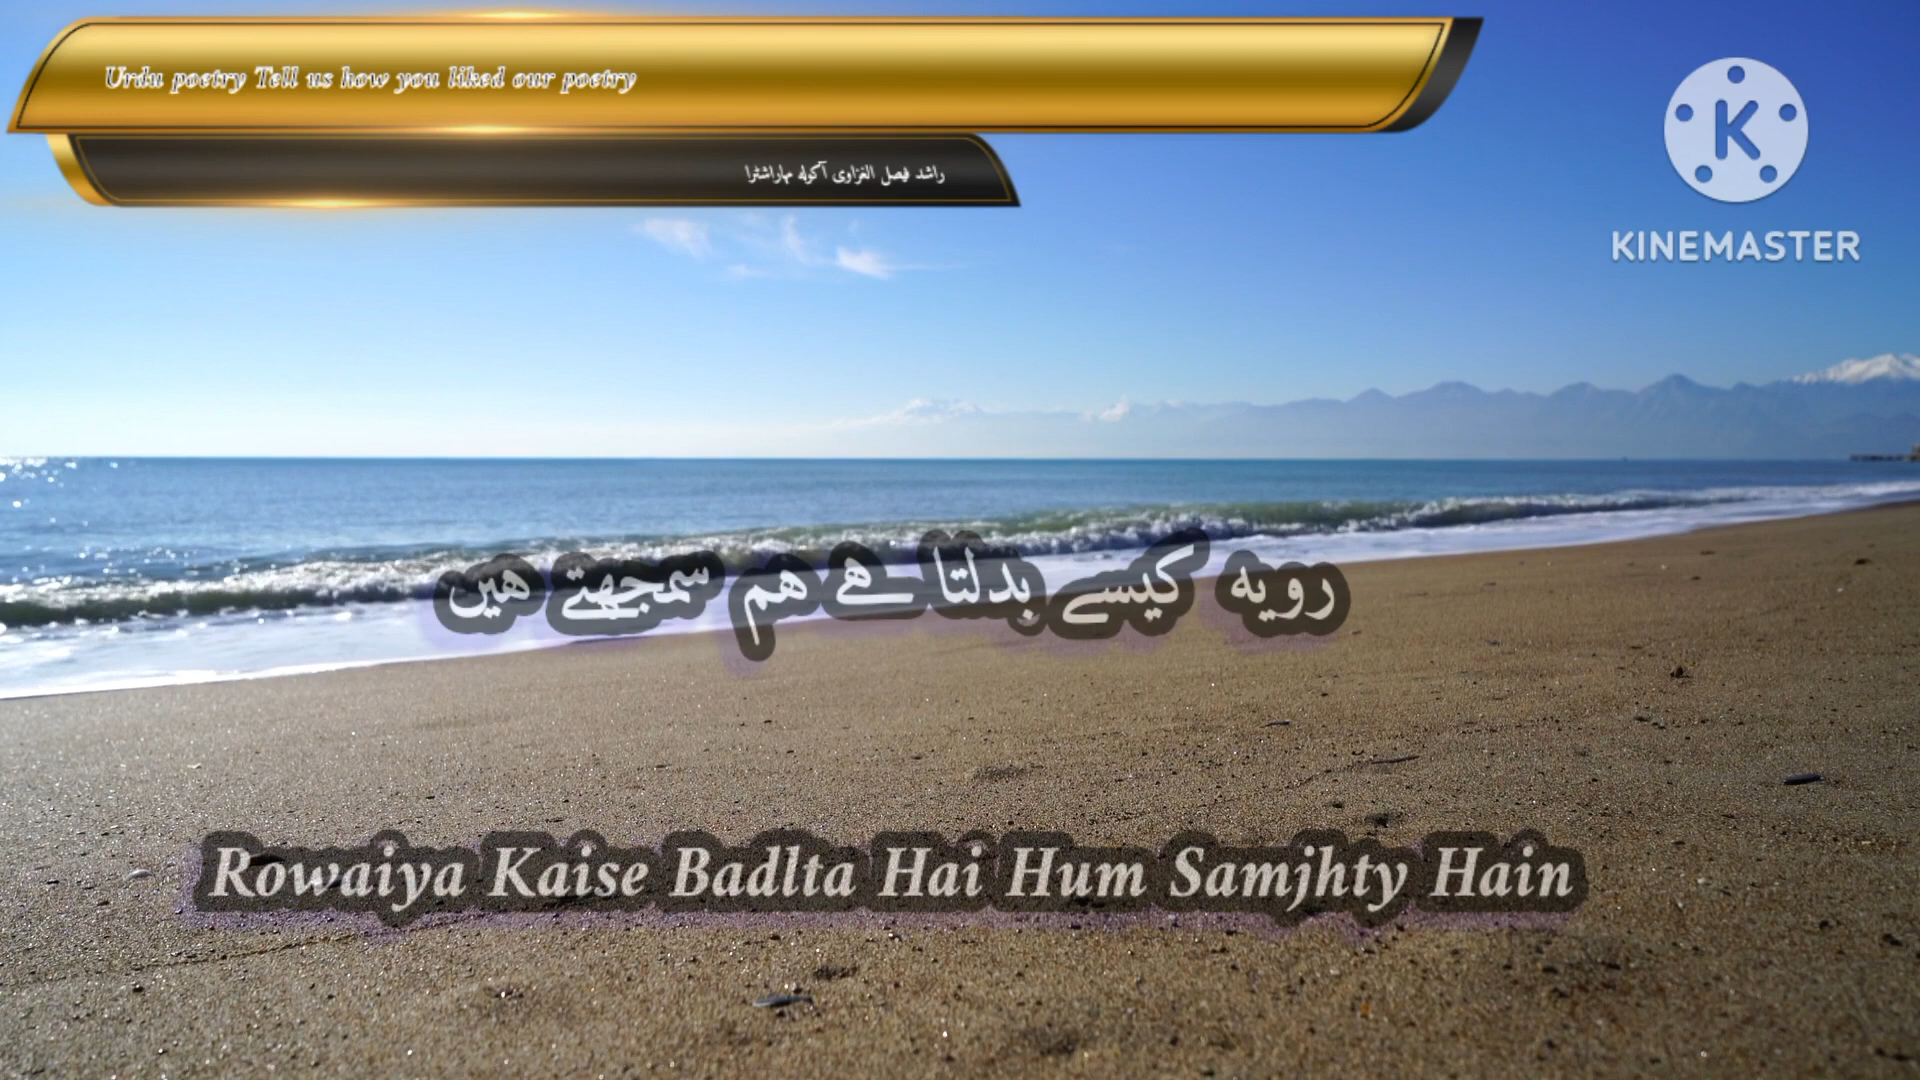 Urdu poetry Tell us how you liked our poetry
راشد فیصل الغزاوی آکولہ مہاراشٹرا
KINEMASTER
رویہ کیسے بدلتا ہے ہم سمجھتے ہیں
Rowaiya Kaise Badlta Hai Hum Samjhty Hain